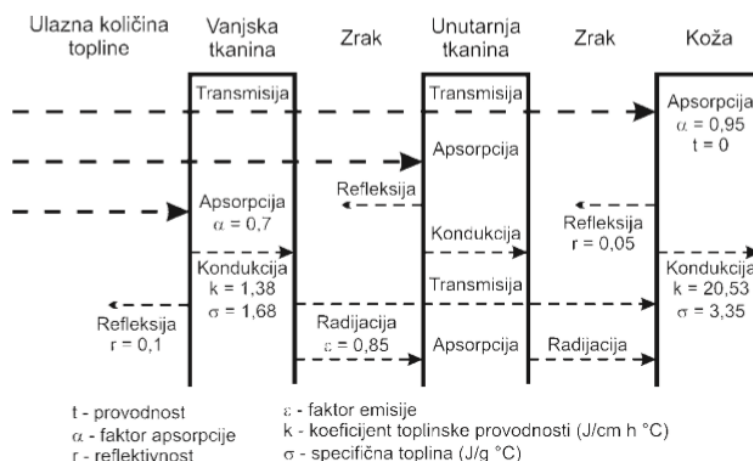 Ulazna količina
topline
Vanjska
tkanina
Zrak
Unutarnja
tkanina
Zrak
Koža
Transmisija
Transmisija
Apsorpcija
α = 0,95
t = 0
Apsorpcija
Refleksija
Apsorpcija
α = 0,7
Refleksija
r = 0,05
Kondukcija
Kondukcija
k = 1,38
σ = 1,68
Kondukcija
k = 20,53
σ = 3,35
Transmisija
Refleksija
r = 0,1
Radijacija
ε = 0,85
Apsorpcija
Radijacija
t - provodnost
α - faktor apsorpcije
r - reflektivnost
ε - faktor emisije
k - koeficijent toplinske provodnosti (J/cm h °C)
σ - specifična toplina (J/g °C)